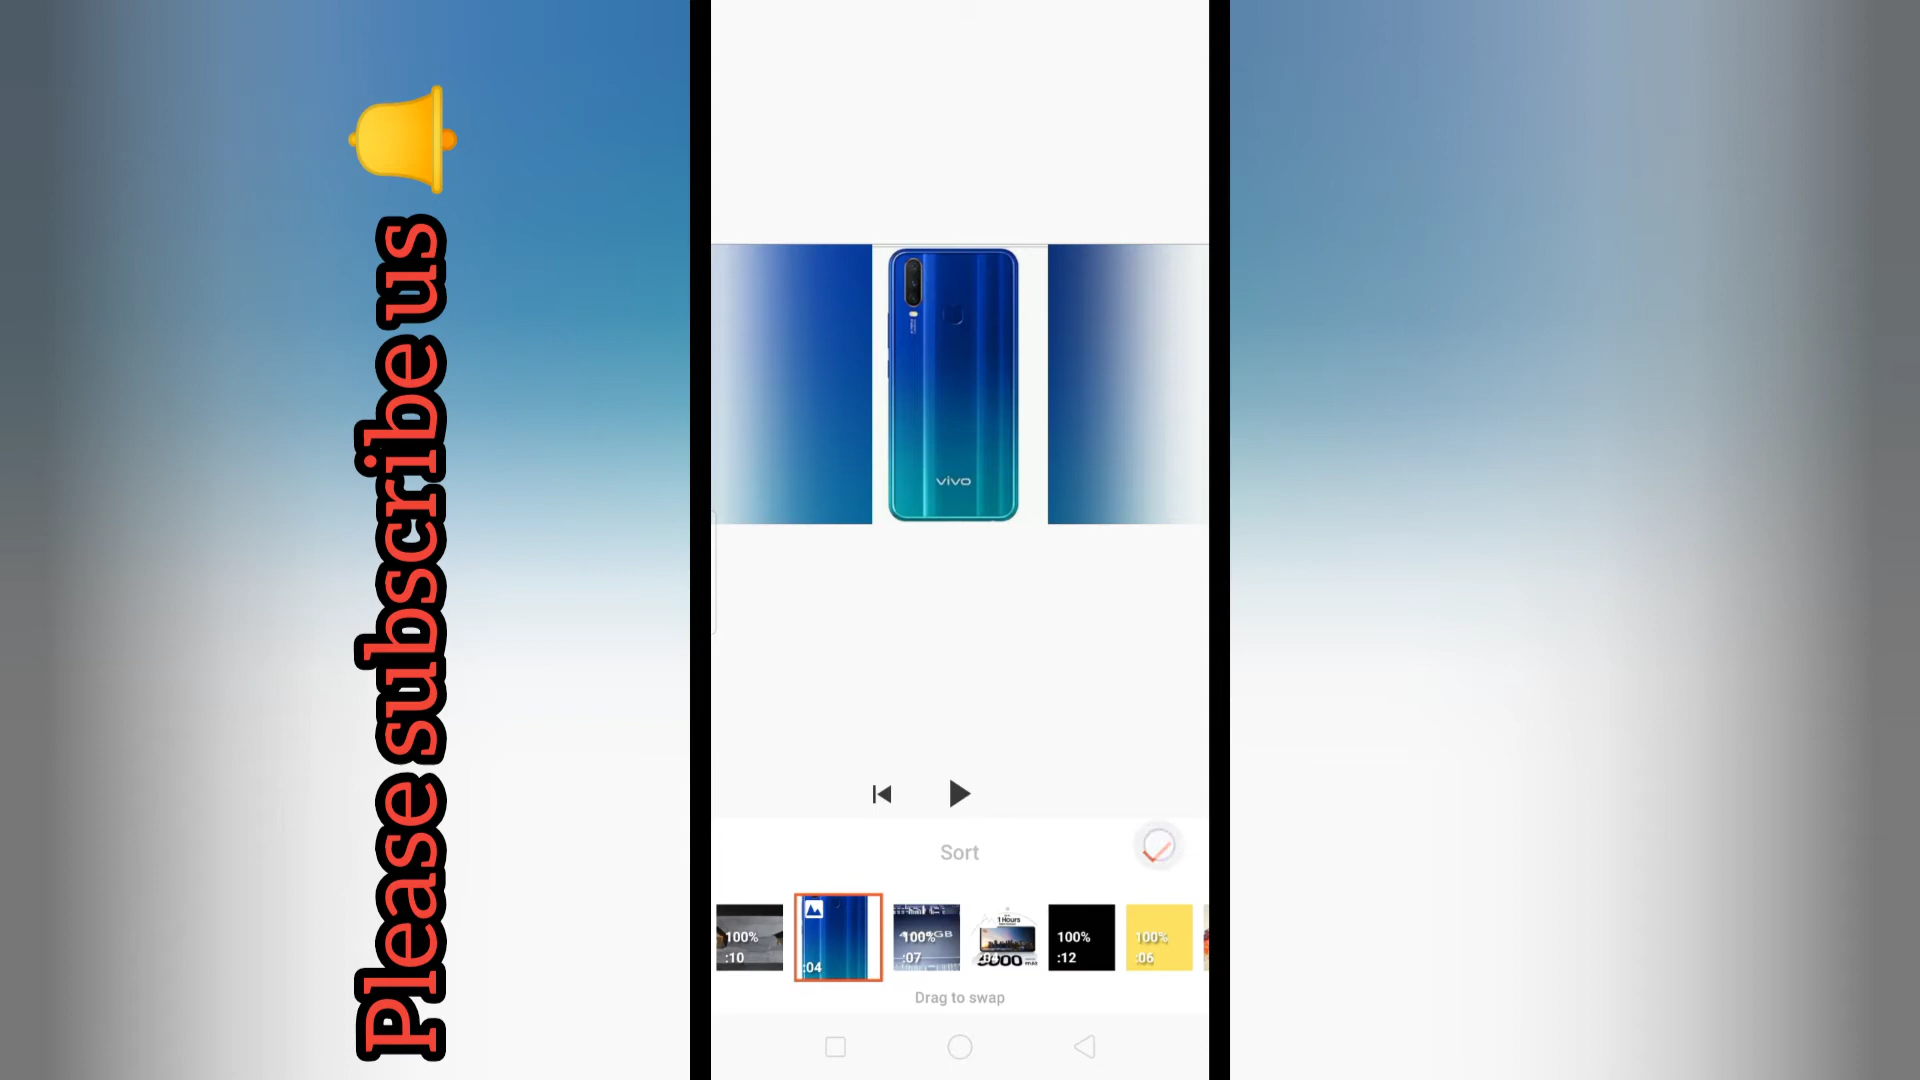 Please subscribe us
vivo
Sort
100%
:10
:04
100%
:07
1 Hours
5000
100%
:12
100%
:06
Drag to swap